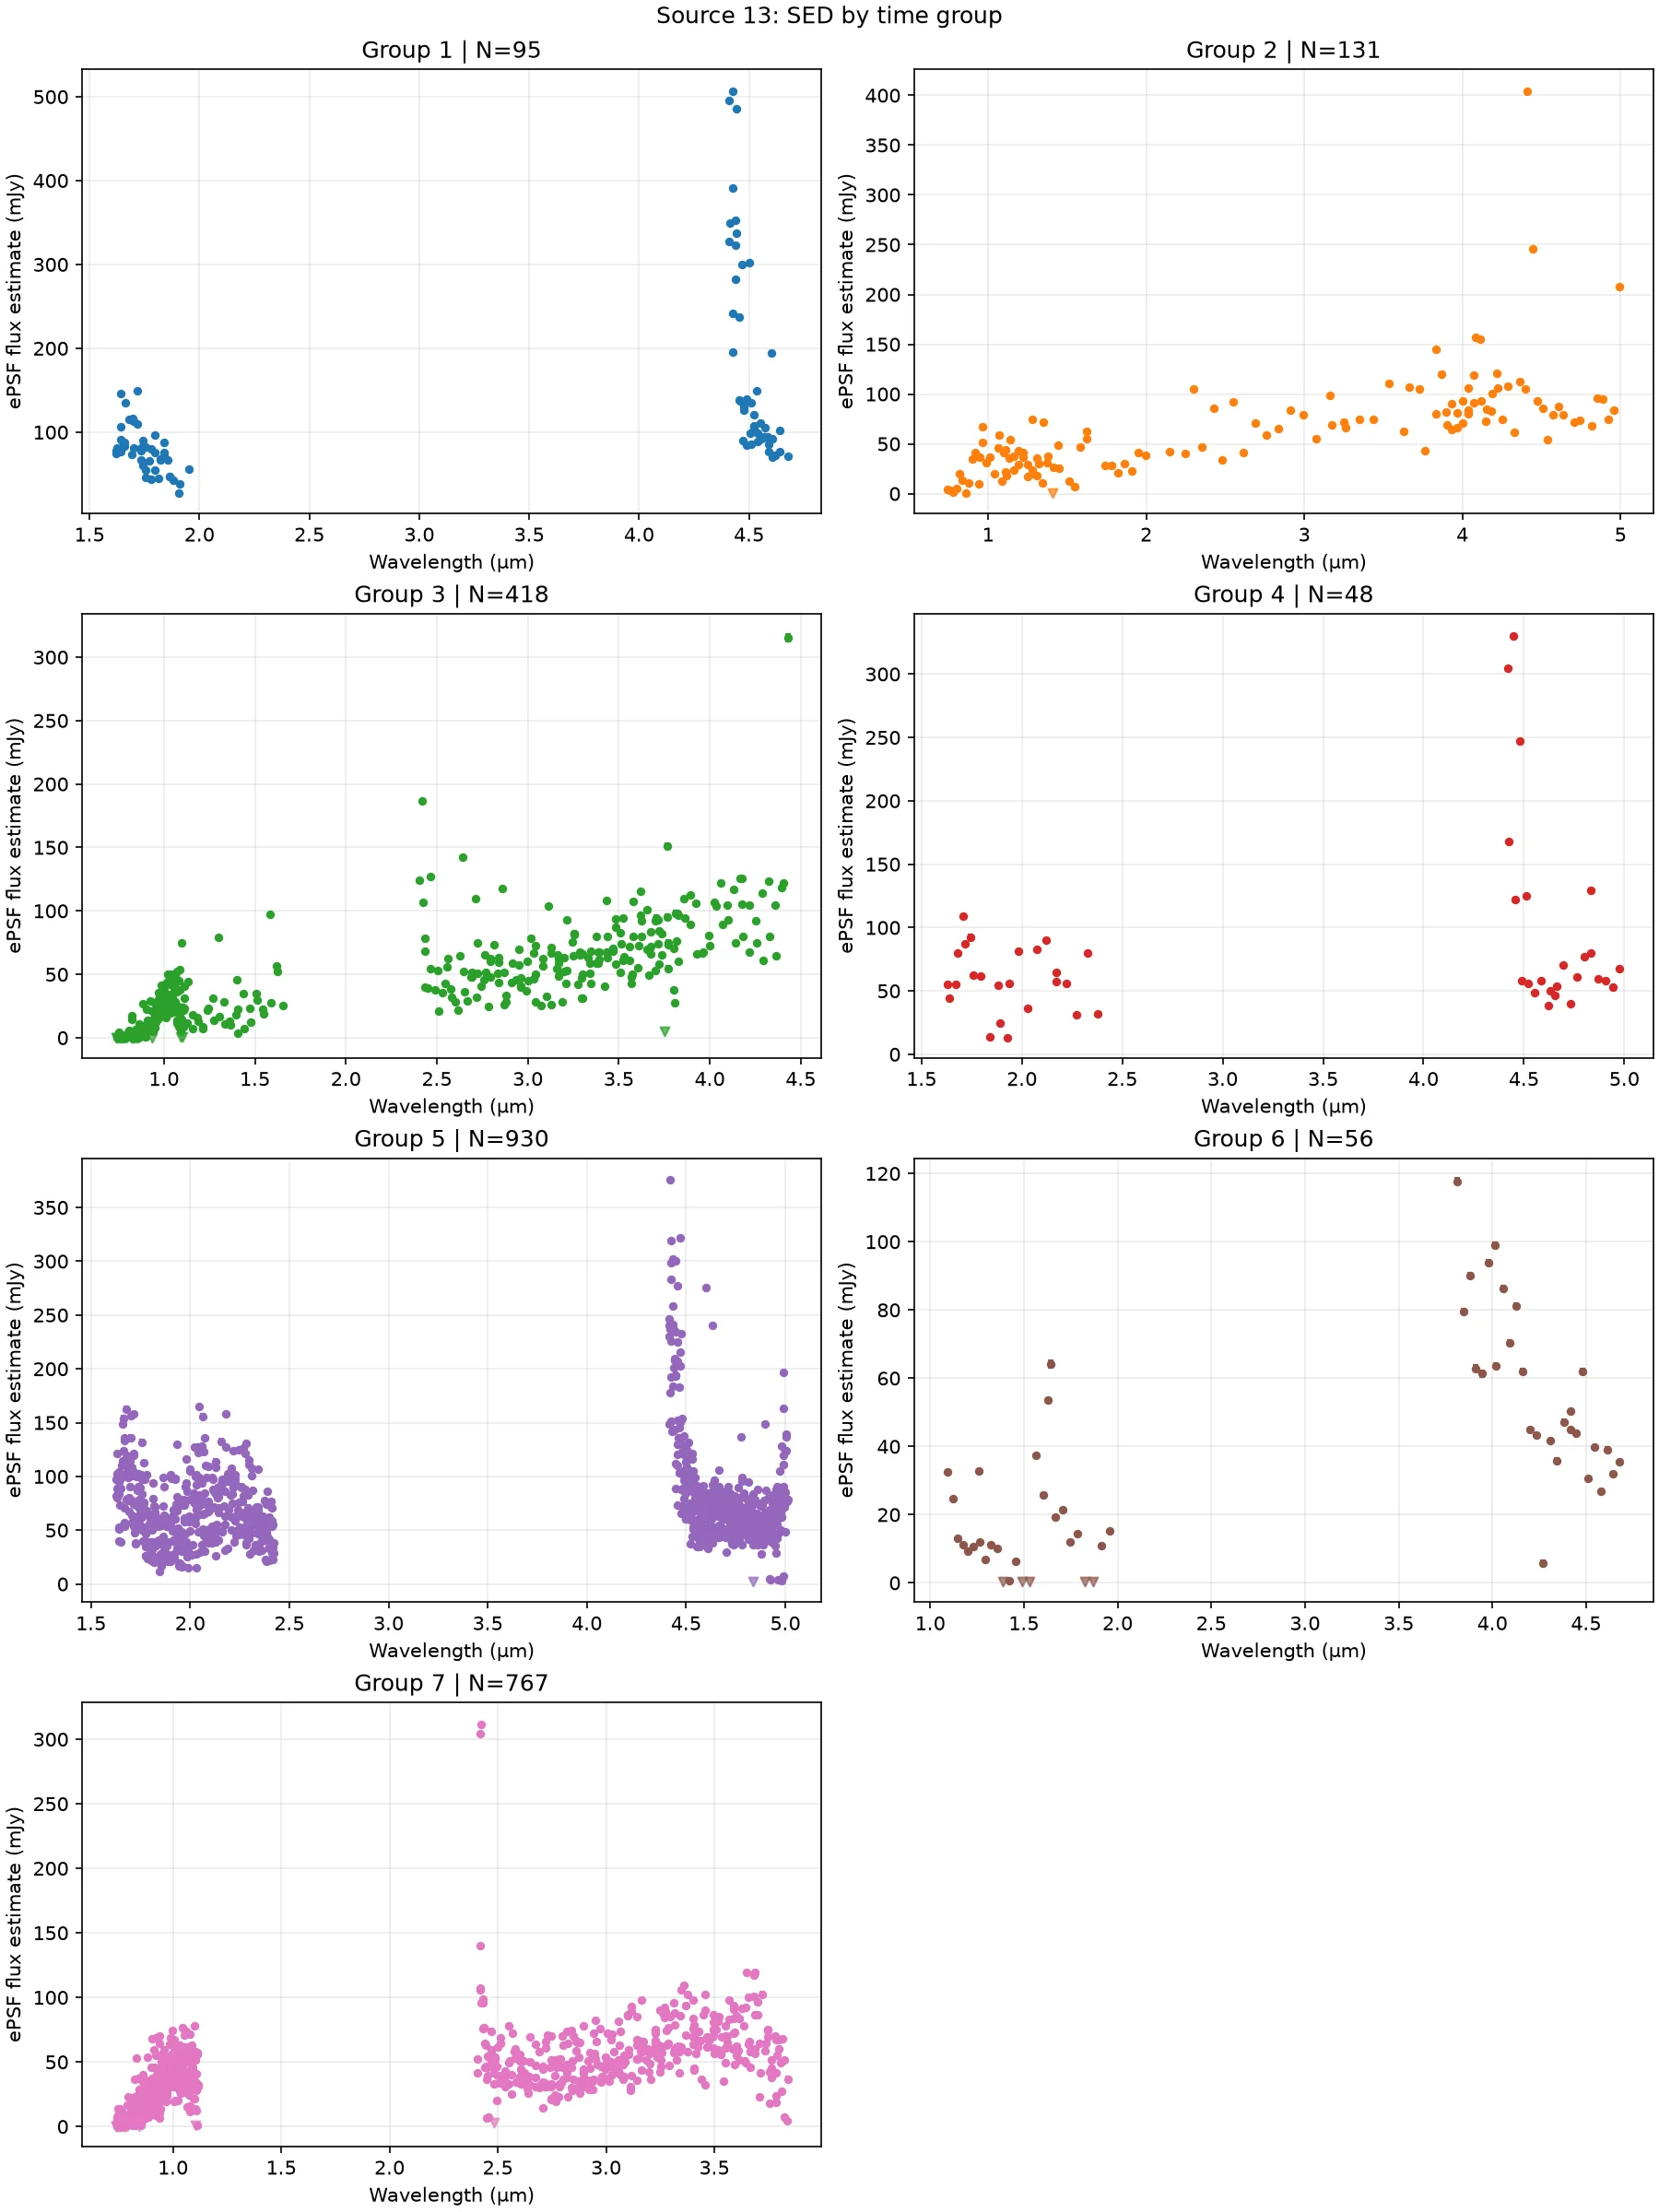 Source 13: SED by time group
Group 1 | N=95
ePSF flux estimate (mJy)
500
400
300
200
100
1.5 2.0 2.5 3.0 3.5 4.0 4.5
Wavelength (μm)
Group 2 | N=131
ePSF flux estimate (mJy)
400
350
300
250
200
150
100
50
0
1 2 3 4 5
Wavelength (μm)
Group 3 | N=418
ePSF flux estimate (mJy)
300
250
200
150
100
50
0
1.0 1.5 2.0 2.5 3.0 3.5 4.0 4.5
Wavelength (μm)
Group 4 | N=48
ePSF flux estimate (mJy)
300
250
200
150
100
50
0
1.5 2.0 2.5 3.0 3.5 4.0 4.5 5.0
Wavelength (μm)
Group 5 | N=930
ePSF flux estimate (mJy)
350
300
250
200
150
100
50
0
1.5 2.0 2.5 3.0 3.5 4.0 4.5 5.0
Wavelength (μm)
Group 6 | N=56
ePSF flux estimate (mJy)
120
100
80
60
40
20
0
1.0 1.5 2.0 2.5 3.0 3.5 4.0 4.5
Wavelength (μm)
Group 7 | N=767
ePSF flux estimate (mJy)
300
250
200
150
100
50
0
1.0 1.5 2.0 2.5 3.0 3.5
Wavelength (μm)